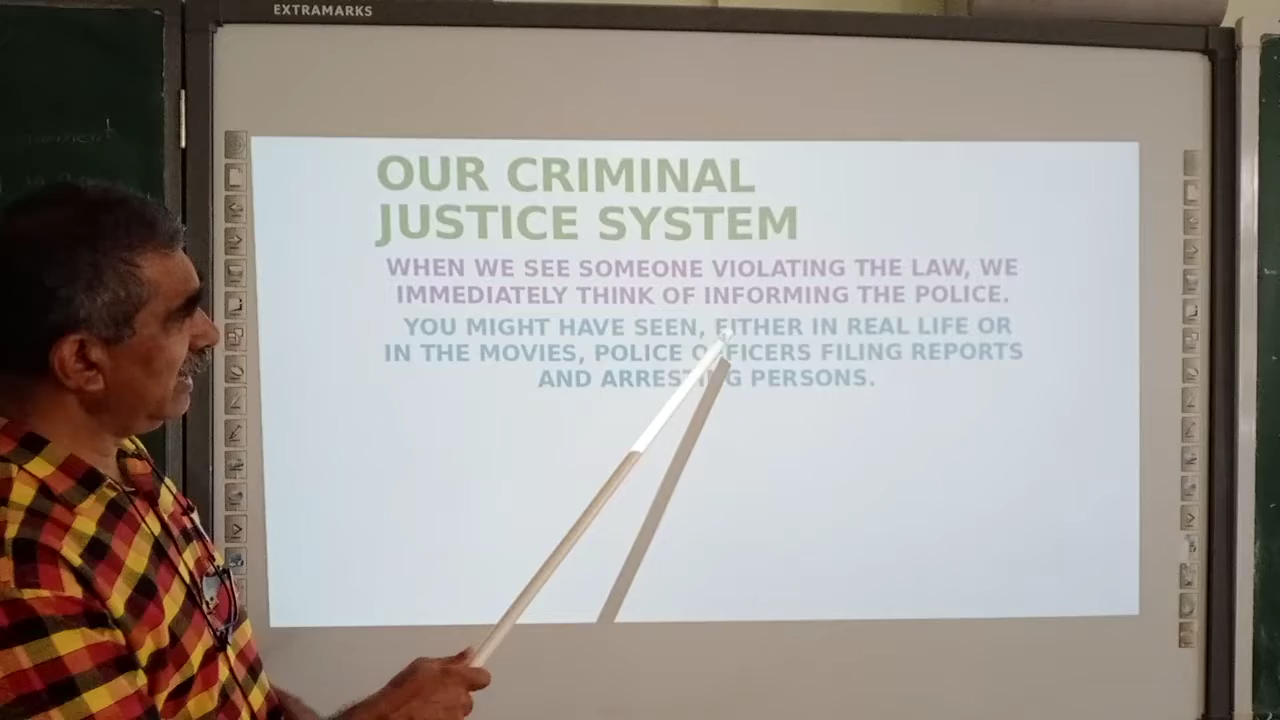 EXTRAMARKS
OUR CRIMINAL
JUSTICE SYSTEM
WHEN WE SEE SOMEONE VIOLATING THE LAW, WE
IMMEDIATELY THINK OF INFORMING THE POLICE.
YOU MIGHT HAVE SEEN, EITHER IN REAL LIFE OR
IN THE MOVIES, POLICE OFFICERS FILING REPORTS
AND ARRESTING PERSONS.